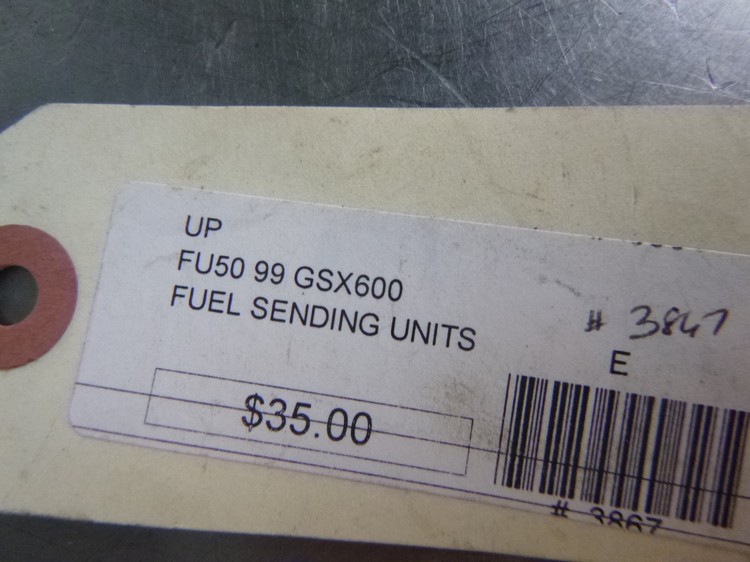 UP
FU50 99 GSX600
FUEL SENDING UNITS
# 3847
E
$35.00
# 3867